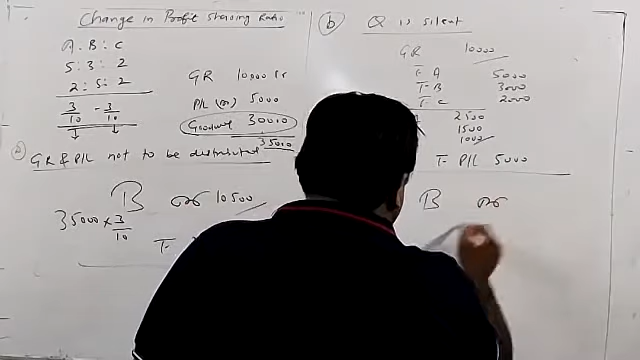 Change in Profit Sharing Ratio
A : B : C
5 : 3 : 2
2 : 5 : 2
3/10 - 3/10
GR 10000 Cr
P/L (Dr) 5000
Goodwill 30000
35000
a) GR & P/L not to be distributed
B Dr 10500
35000 × 3/10
T-
b) Q is silent
GR 10000
T- A 5000
T- B 3000
T- C 2000
2500
1500
1000
T- P/L 5000
B Dr